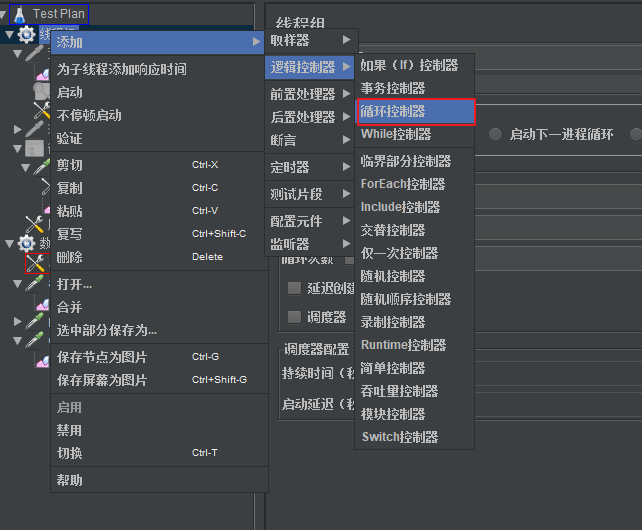 Test Plan
线程组
添加
为子线程添加响应时间
启动
不停顿启动
验证
剪切 Ctrl-X
复制 Ctrl-C
粘贴 Ctrl-V
复写 Ctrl+Shift-C
删除 Delete
打开...
合并
选中部分保存为...
保存节点为图片 Ctrl-G
保存屏幕为图片 Ctrl+Shift-G
启用
禁用
切换 Ctrl-T
帮助
取样器
逻辑控制器
前置处理器
后置处理器
断言
定时器
测试片段
配置元件
监听器
如果（If）控制器
事务控制器
循环控制器
While控制器
临界部分控制器
ForEach控制器
Include控制器
交替控制器
仅一次控制器
随机控制器
随机顺序控制器
录制控制器
Runtime控制器
简单控制器
吞吐量控制器
模块控制器
Switch控制器
启动下一进程循环
循环次数
延迟创建
调度器
调度器配置
持续时间（秒
启动延迟（秒